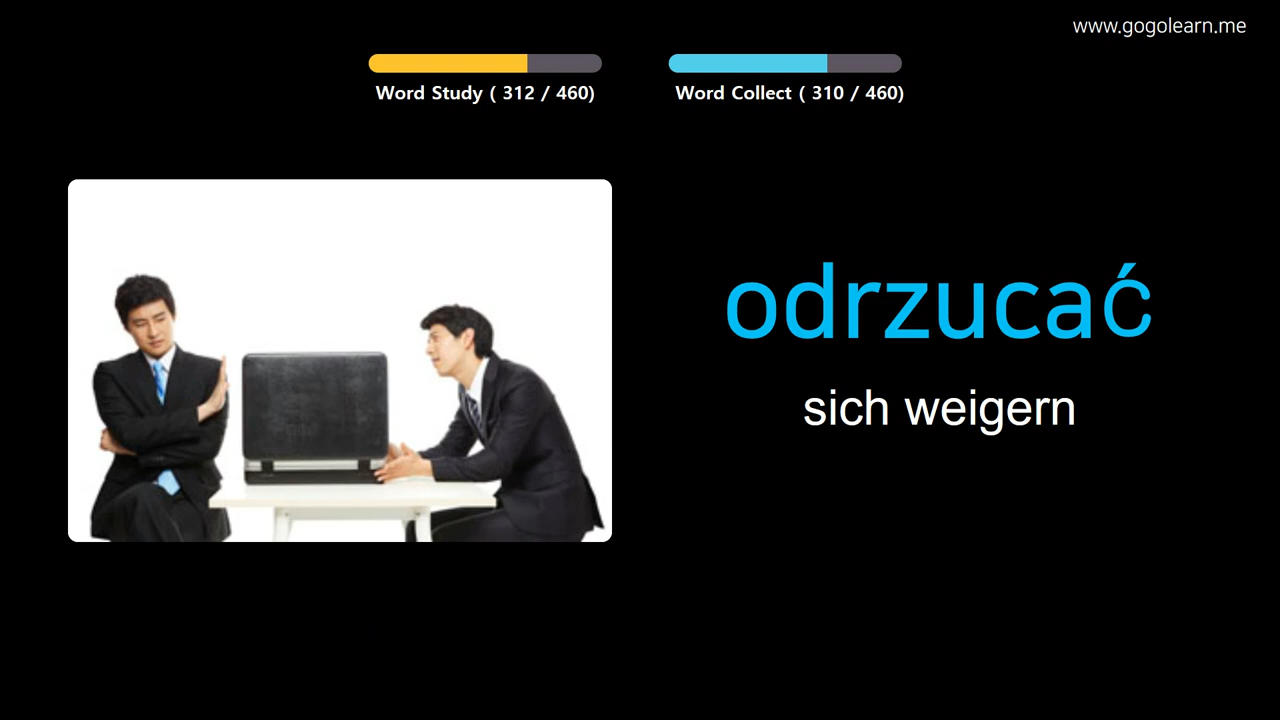 www.gogolearn.me
Word Study ( 312 / 460)
Word Collect ( 310 / 460)
odrzucać
sich weigern